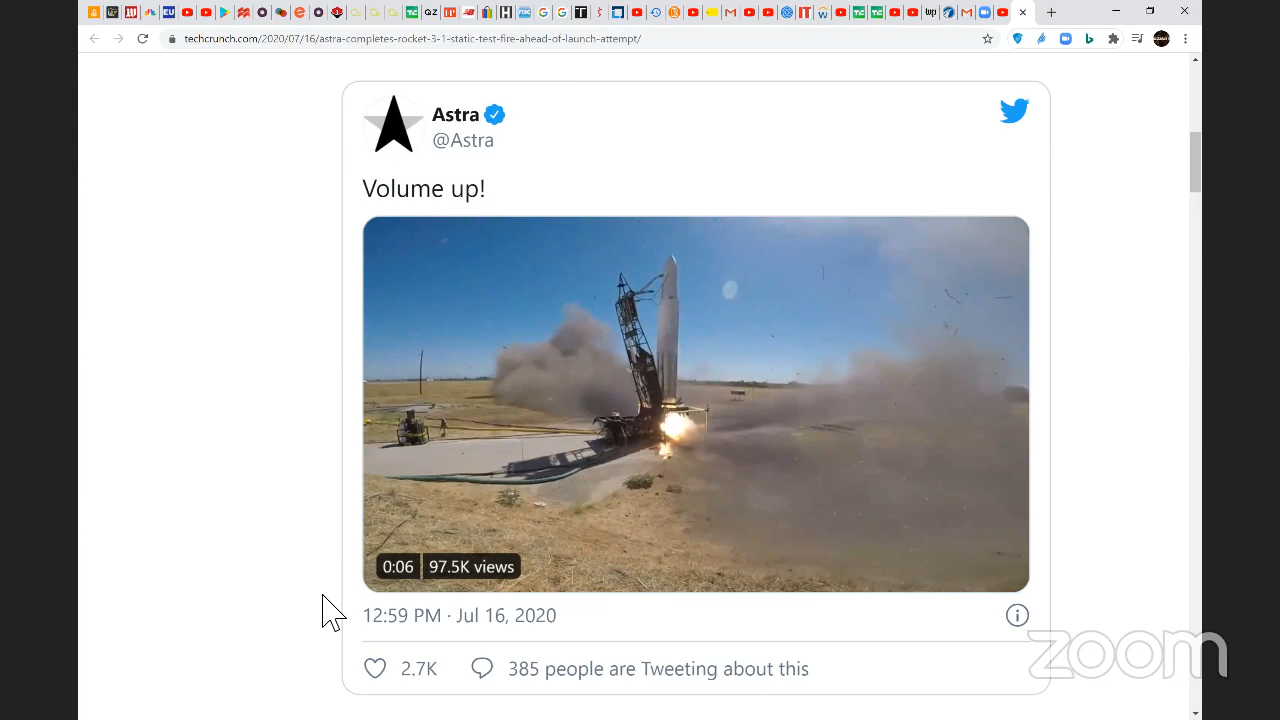 techcrunch.com/2020/07/16/astra-completes-rocket-3-1-static-test-fire-ahead-of-launch-attempt/
Astra
@Astra
Volume up!
0:06 97.5K views
12:59 PM · Jul 16, 2020
2.7K 385 people are Tweeting about this
zoom